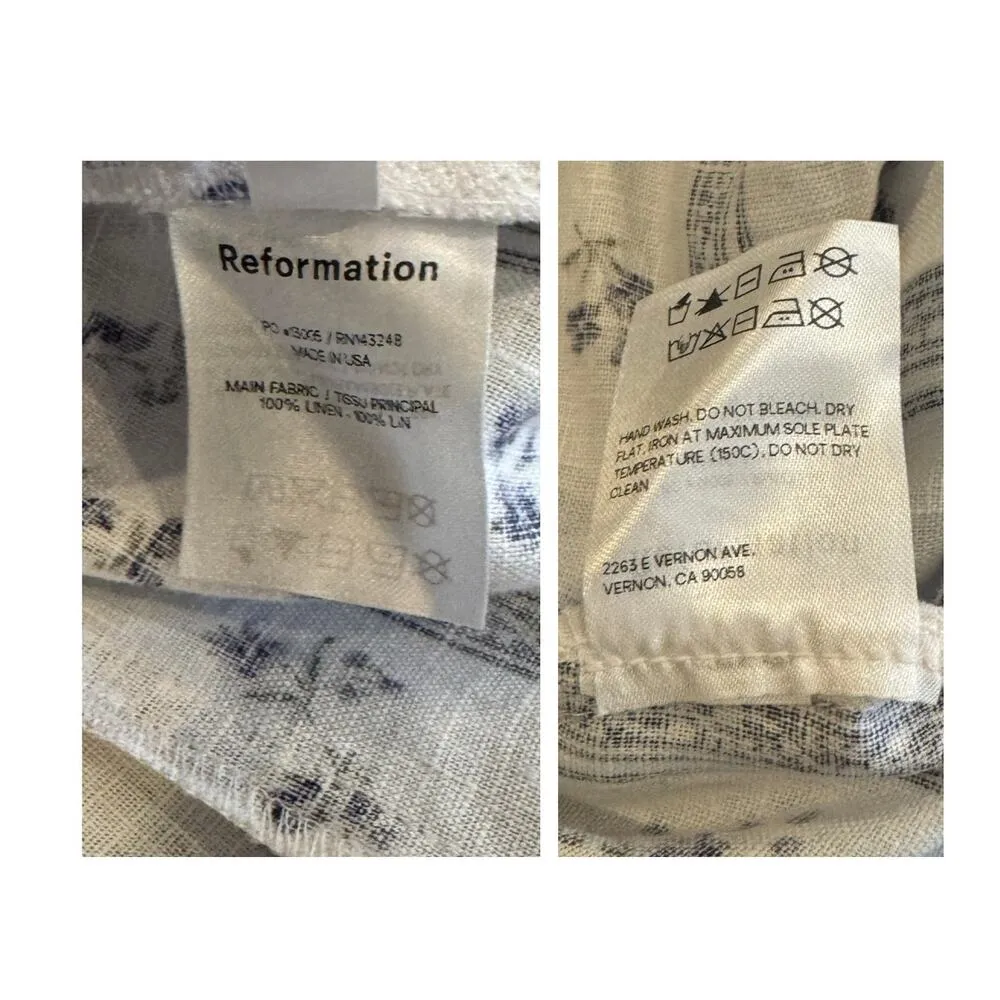 Reformation
PO #13095 / RN143248
MADE IN USA
MAIN FABRIC / TISSU PRINCIPAL
100% LINEN - 100% LIN
HAND WASH. DO NOT BLEACH. DRY
FLAT. IRON AT MAXIMUM SOLE PLATE
TEMPERATURE (150C). DO NOT DRY
CLEAN
2263 E VERNON AVE,
VERNON, CA 90058